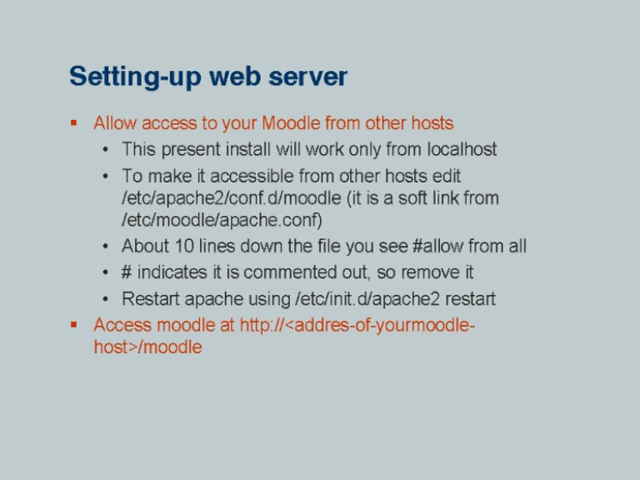 Setting-up web server
▪ Allow access to your Moodle from other hosts
• This present install will work only from localhost
• To make it accessible from other hosts edit
/etc/apache2/conf.d/moodle (it is a soft link from
/etc/moodle/apache.conf)
• About 10 lines down the file you see #allow from all
• # indicates it is commented out, so remove it
• Restart apache using /etc/init.d/apache2 restart
▪ Access moodle at http://<addres-of-yourmoodle-
host>/moodle